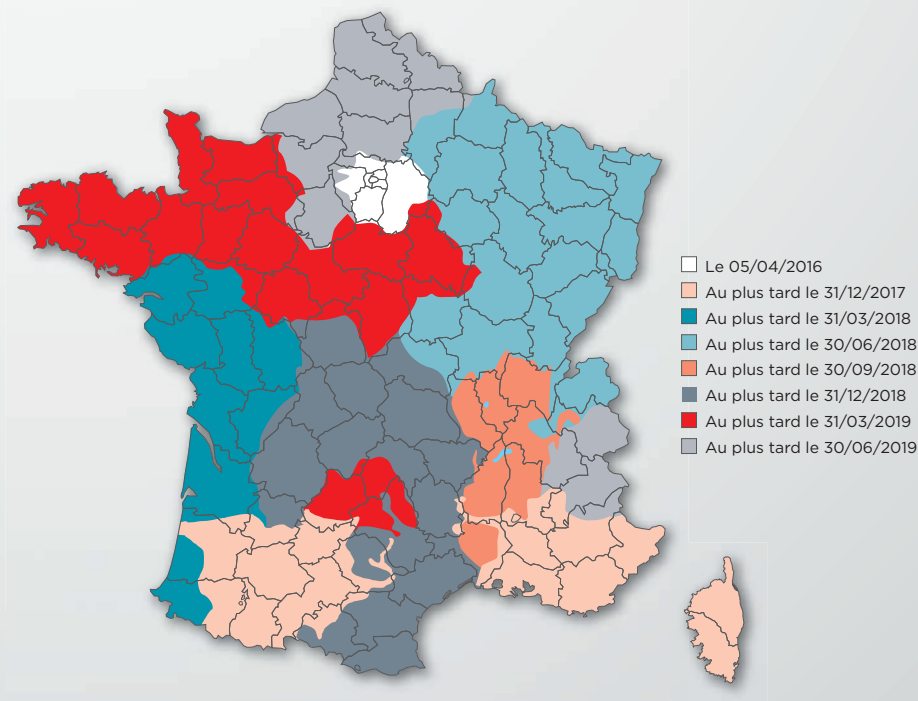 Le 05/04/2016
Au plus tard le 31/12/2017
Au plus tard le 31/03/2018
Au plus tard le 30/06/2018
Au plus tard le 30/09/2018
Au plus tard le 31/12/2018
Au plus tard le 31/03/2019
Au plus tard le 30/06/2019